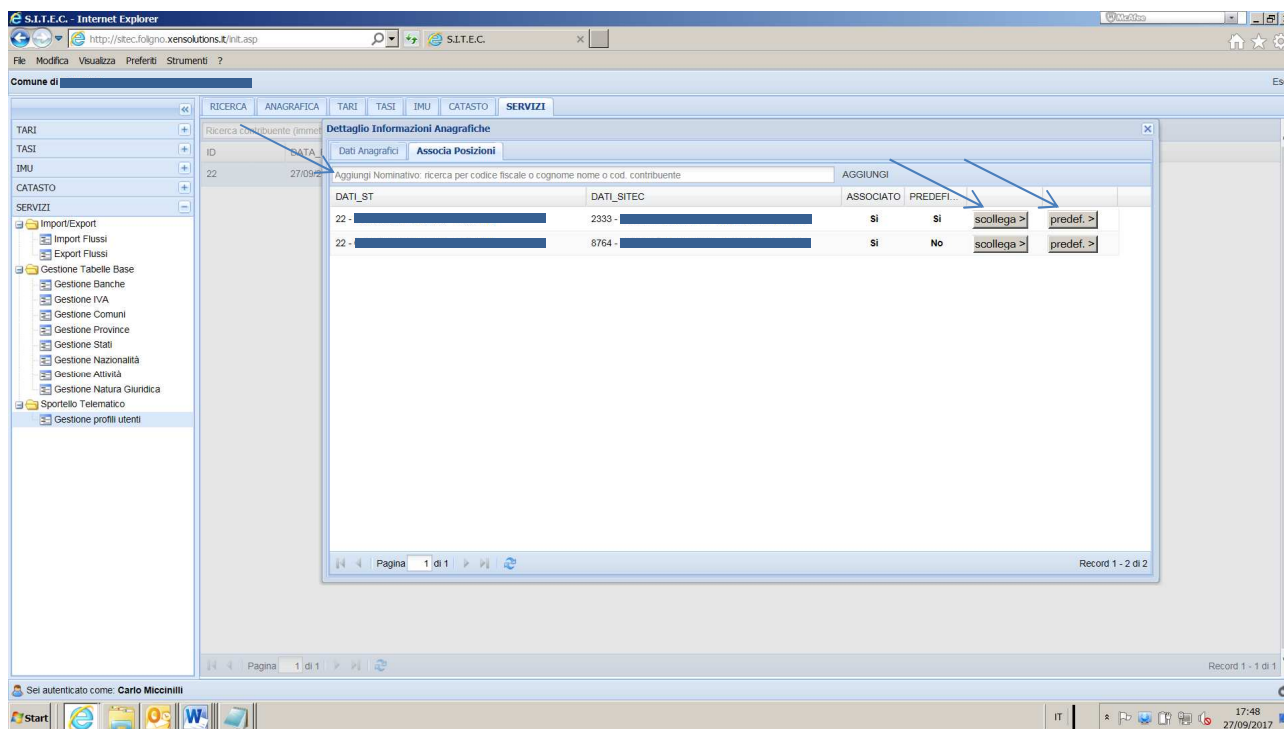 S.I.T.E.C. - Internet Explorer
McAfee
http://sitec.foligno.xensolutions.it/init.asp
S.I.T.E.C.
File Modifica Visualizza Preferiti Strumenti ?
Comune di
RICERCA ANAGRAFICA TARI TASI IMU CATASTO SERVIZI
TARI
TASI
IMU
CATASTO
SERVIZI
Import/Export
Import Flussi
Export Flussi
Gestione Tabelle Base
Gestione Banche
Gestione IVA
Gestione Comuni
Gestione Province
Gestione Stati
Gestione Nazionalità
Gestione Attività
Gestione Natura Giuridica
Sportello Telematico
Gestione profili utenti
Ricerca contribuente (immet
ID DATA_
22 27/09/2
Dettaglio Informazioni Anagrafiche
Dati Anagrafici Associa Posizioni
Aggiungi Nominativo: ricerca per codice fiscale o cognome nome o cod. contribuente AGGIUNGI
DATI_ST DATI_SITEC ASSOCIATO PREDEFI...
22 - 2333 - Si Si scollega > predef. >
22 - 8764 - Si No scollega > predef. >
Pagina 1 di 1 Record 1 - 2 di 2
Pagina 1 di 1 Record 1 - 1 di 1
Sei autenticato come: Carlo Miccinilli
Start IT 17:48
27/09/2017